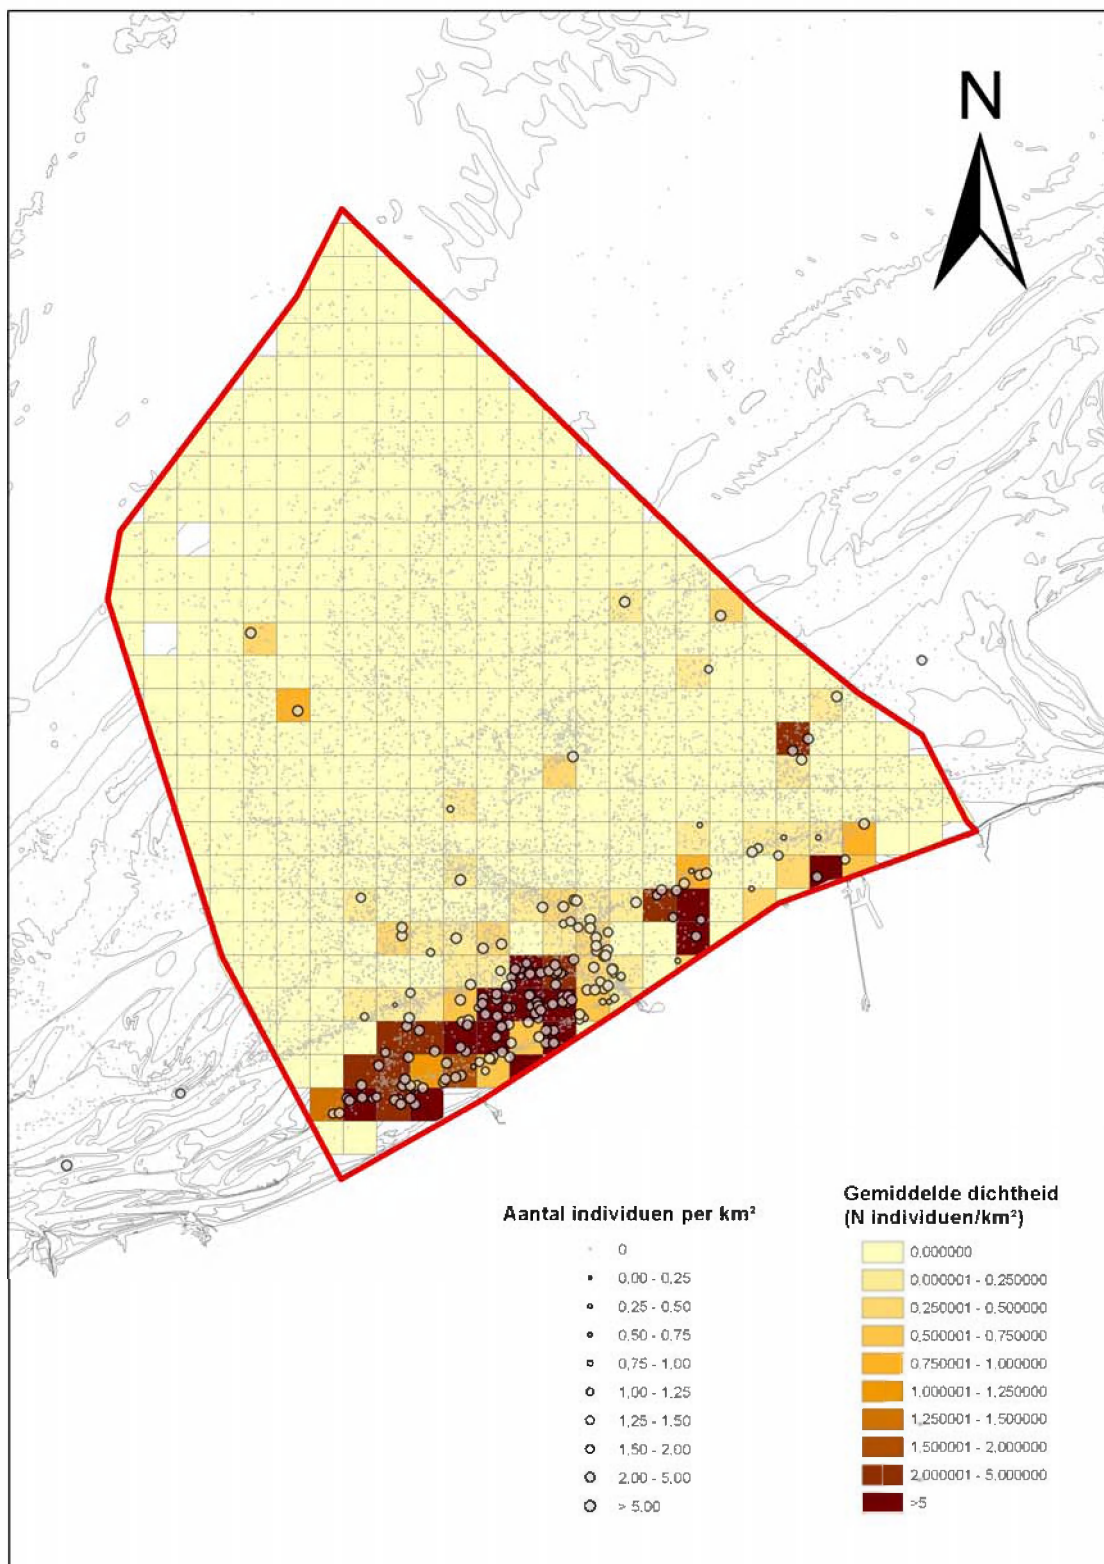 N
Aantal individuen per km²
0
0,00 - 0,25
0,25 - 0,50
0,50 - 0,75
0,75 - 1,00
1,00 - 1,25
1,25 - 1,50
1,50 - 2,00
2,00 - 5,00
> 5,00
Gemiddelde dichtheid
(N individuen/km²)
0,000000
0,000001 - 0,250000
0,250001 - 0,500000
0,500001 - 0,750000
0,750001 - 1,000000
1,000001 - 1,250000
1,250001 - 1,500000
1,500001 - 2,000000
2,000001 - 5,000000
>5